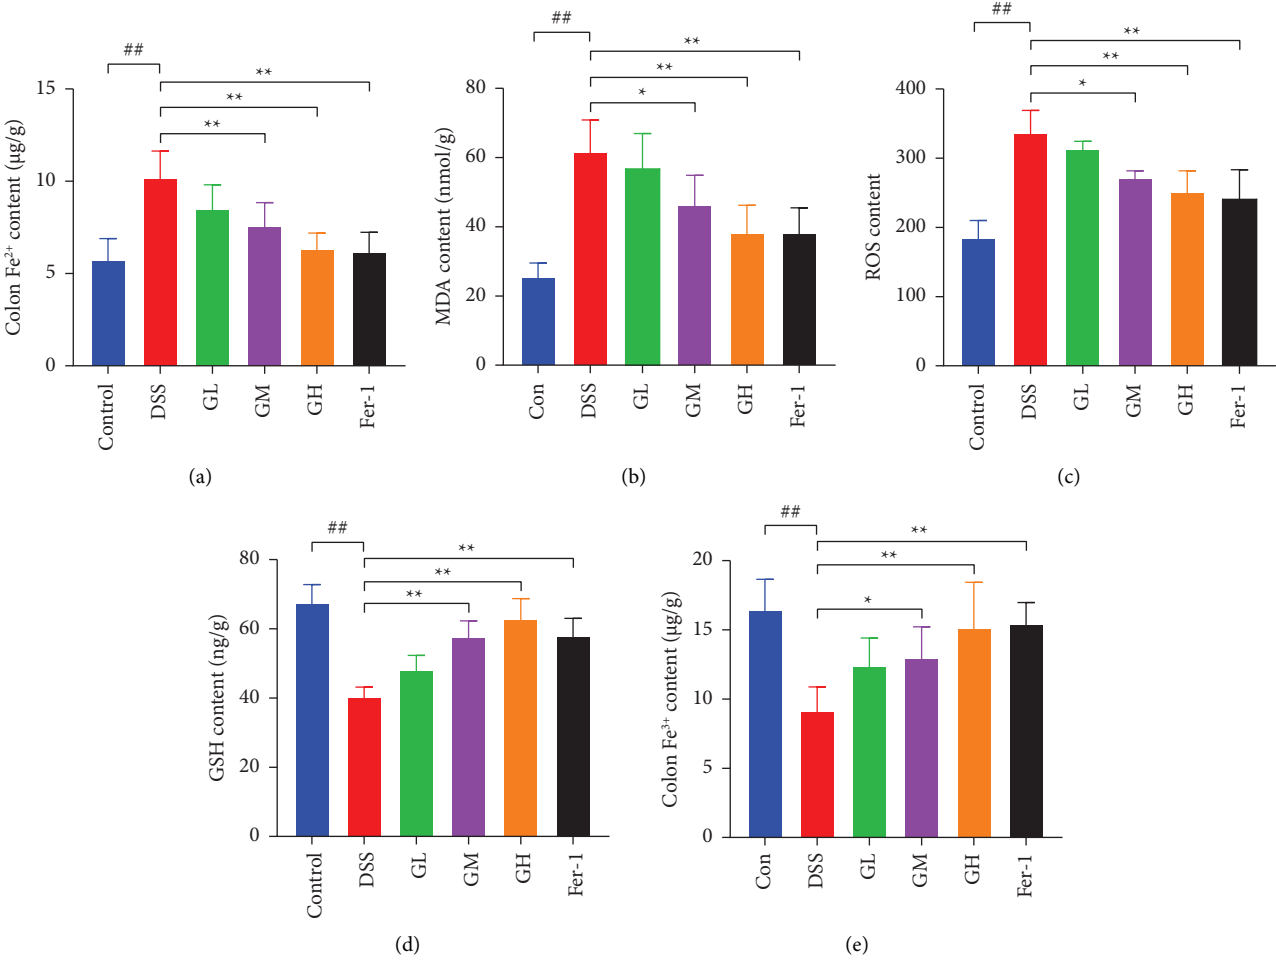 ##
**
**
**
15
10
5
0
Colon Fe²⁺ content (µg/g)
Control
DSS
GL
GM
GH
Fer-1
(a)
##
**
**
*
80
60
40
20
0
MDA content (nmol/g)
Con
DSS
GL
GM
GH
Fer-1
(b)
##
**
**
*
400
300
200
100
0
ROS content
Control
DSS
GL
GM
GH
Fer-1
(c)
##
**
**
**
80
60
40
20
0
GSH content (ng/g)
Control
DSS
GL
GM
GH
Fer-1
(d)
##
**
**
*
20
15
10
5
0
Colon Fe³⁺ content (µg/g)
Con
DSS
GL
GM
GH
Fer-1
(e)